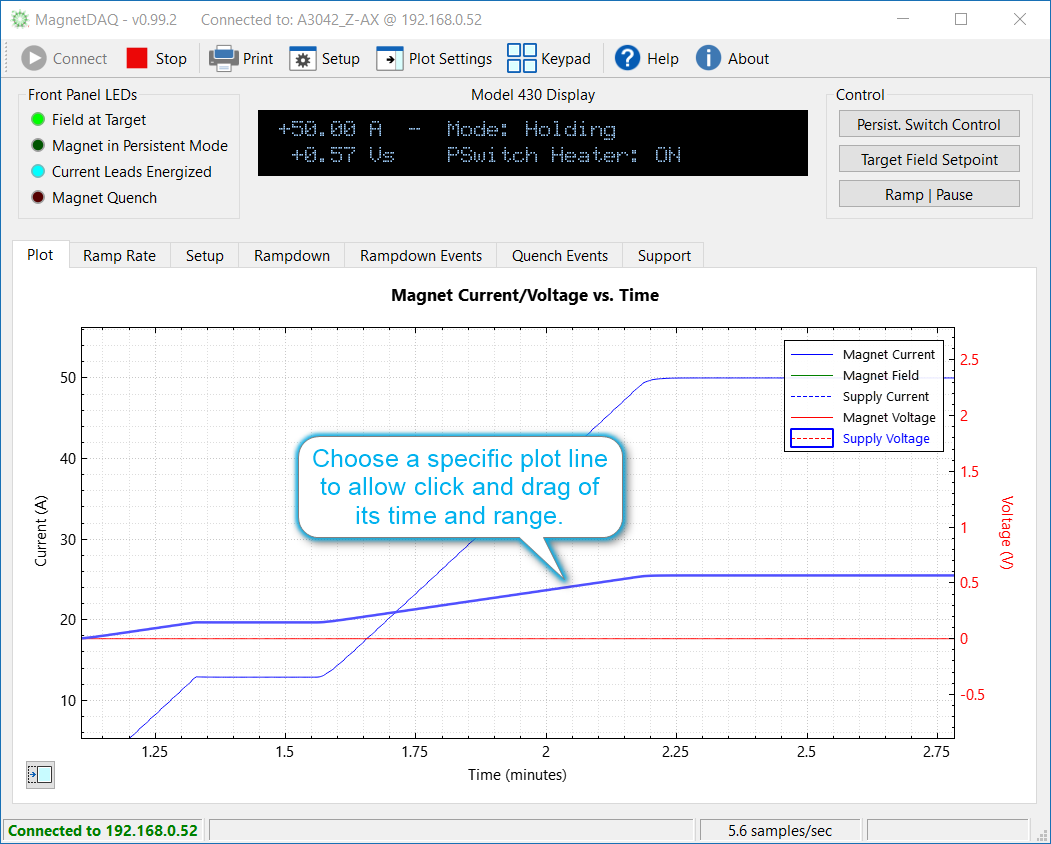 MagnetDAQ - v0.99.2 Connected to: A3042_Z-AX @ 192.168.0.52
Connect Stop Print Setup Plot Settings Keypad Help About
Front Panel LEDs
Field at Target
Magnet in Persistent Mode
Current Leads Energized
Magnet Quench
Model 430 Display
+50.00 A - Mode: Holding
+0.57 Vs PSwitch Heater: ON
Control
Persist. Switch Control
Target Field Setpoint
Ramp | Pause
Plot Ramp Rate Setup Rampdown Rampdown Events Quench Events Support
Magnet Current/Voltage vs. Time
Magnet Current
Magnet Field
Supply Current
Magnet Voltage
Supply Voltage
Choose a specific plot line
to allow click and drag of
its time and range.
Current (A)
50
40
30
20
10
2.5
2
1.5
1
0.5
0
-0.5
Voltage (V)
1.25 1.5 1.75 2 2.25 2.5 2.75
Time (minutes)
Connected to 192.168.0.52 5.6 samples/sec